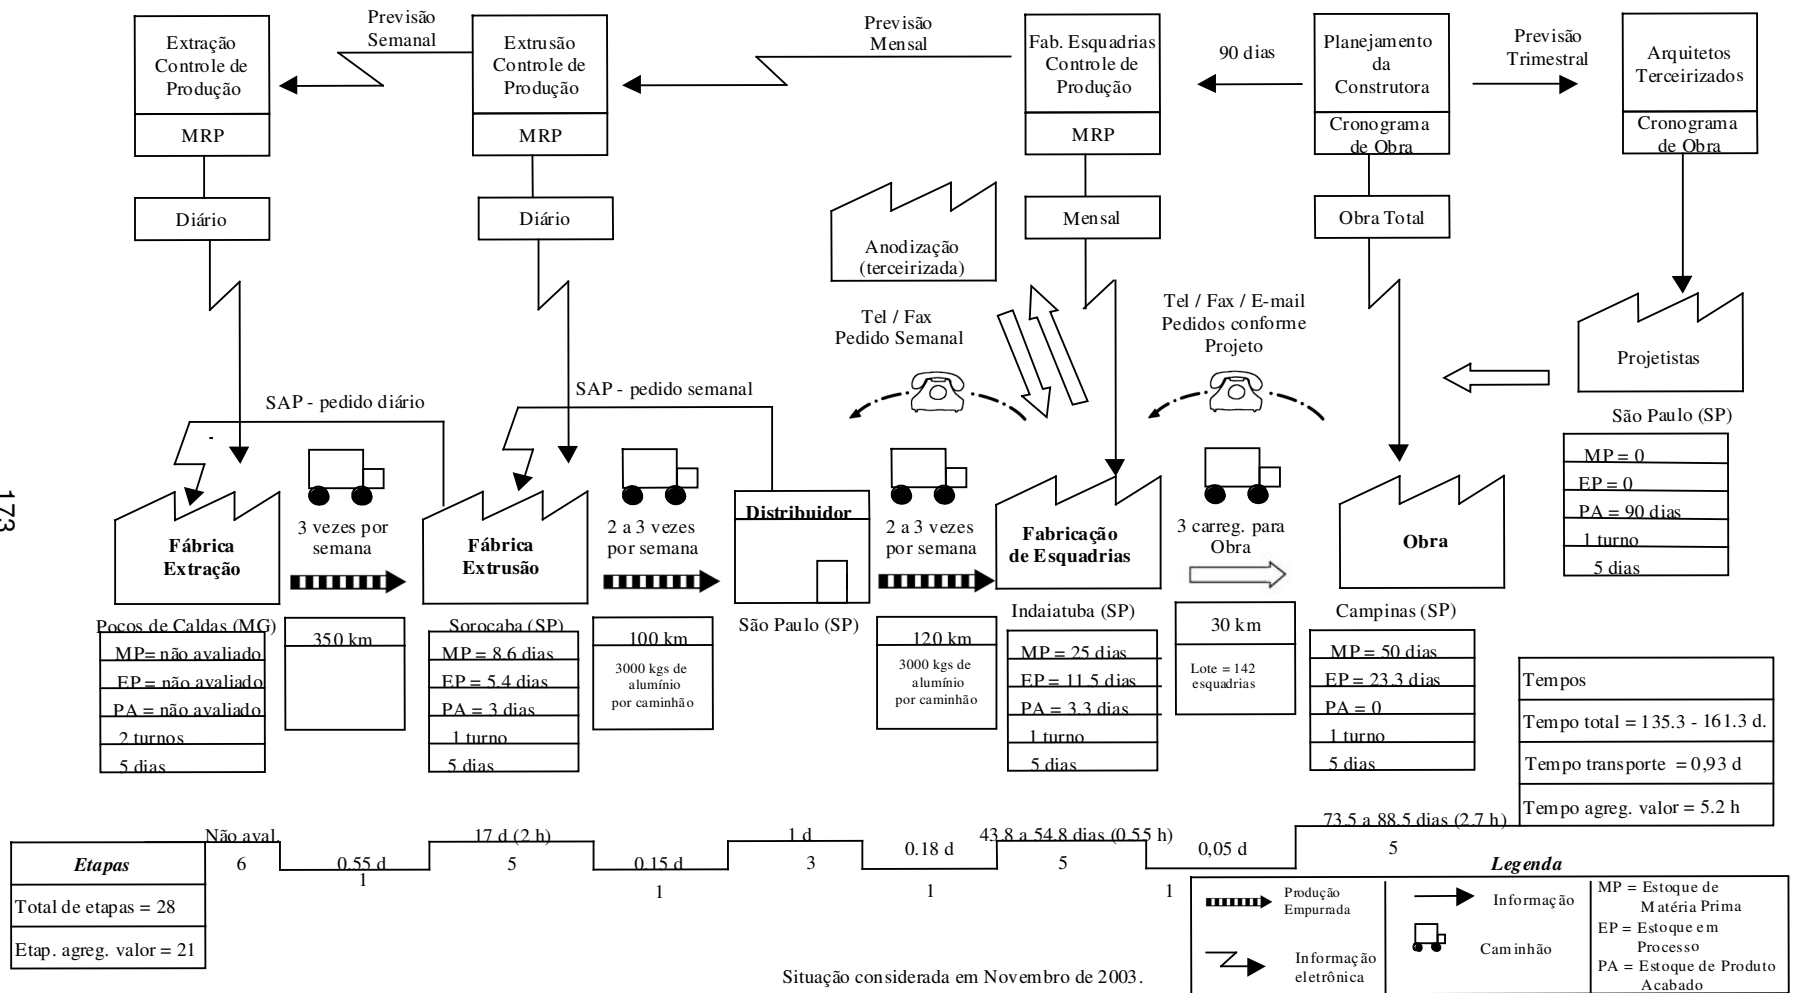 Previsão
Semanal
Previsão
Mensal
90 dias
Previsão
Trimestral
Extração
Controle de
Produção
MRP
Extrusão
Controle de
Produção
MRP
Fab. Esquadrias
Controle de
Produção
MRP
Planejamento
da
Construtora
Cronograma
de Obra
Arquitetos
Terceirizados
Cronograma
de Obra
Diário
Diário
Mensal
Obra Total
Anodização
(terceirizada)
Tel / Fax
Pedido Semanal
Tel / Fax / E-mail
Pedidos conforme
Projeto
Projetistas
São Paulo (SP)
MP = 0
EP = 0
PA = 90 dias
1 turno
5 dias
SAP - pedido diário
-
SAP - pedido semanal
173
Fábrica
Extração
3 vezes por
semana
Fábrica
Extrusão
2 a 3 vezes
por semana
Distribuidor
2 a 3 vezes
por semana
Fabricação
de Esquadrias
3 carreg. para
Obra
Obra
Pocos de Caldas (MG)
MP= não avaliado
EP = não avaliado
PA = não avaliado
2 turnos
5 dias
350 km
Sorocaba (SP)
MP = 8.6 dias
EP = 5.4 dias
PA = 3 dias
1 turno
5 dias
100 km
3000 kgs de
alumínio
por caminhão
São Paulo (SP)
120 km
3000 kgs de
alumínio
por caminhão
Indaiatuba (SP)
MP = 25 dias
EP = 11.5 dias
PA = 3.3 dias
1 turno
5 dias
30 km
Lote = 142
esquadrias
Campinas (SP)
MP = 50 dias
EP = 23.3 dias
PA = 0
1 turno
5 dias
Tempos
Tempo total = 135.3 - 161.3 d.
Tempo transporte = 0,93 d
Tempo agreg. valor = 5.2 h
Etapas
Total de etapas = 28
Etap. agreg. valor = 21
Não aval.
6
0.55 d
1
17 d (2 h)
5
0.15 d
1
1 d
3
0.18 d
1
43.8 a 54.8 dias (0.55 h)
5
0,05 d
1
73.5 a 88.5 dias (2.7 h)
5
Legenda
Produção
Empurrada
Informação
eletrônica
Informação
Caminhão
MP = Estoque de
Matéria Prima
EP = Estoque em
Processo
PA = Estoque de Produto
Acabado
Situação considerada em Novembro de 2003.